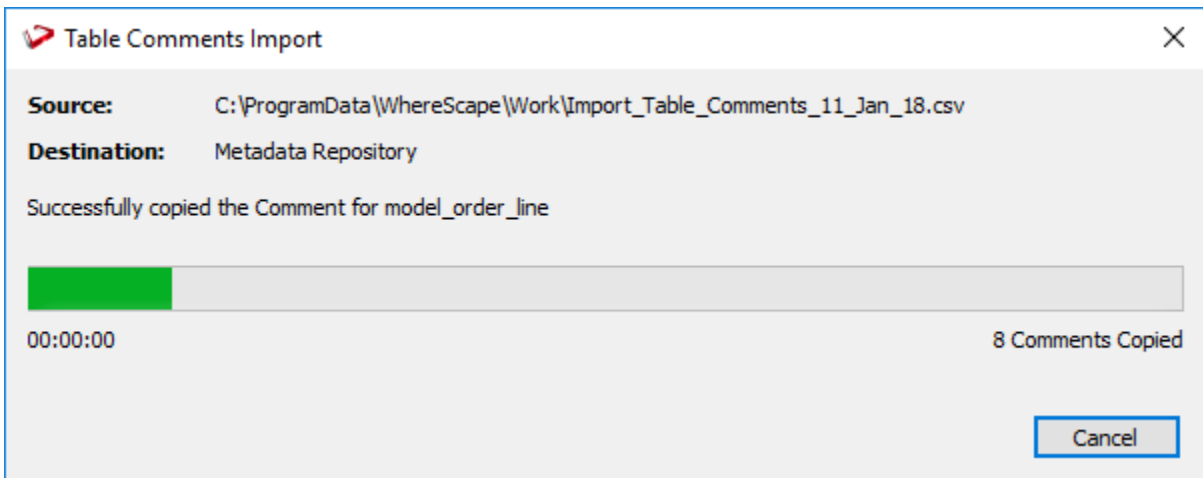 Table Comments Import
Source: C:\ProgramData\WhereScape\Work\Import_Table_Comments_11_Jan_18.csv
Destination: Metadata Repository
Successfully copied the Comment for model_order_line
00:00:00 8 Comments Copied
Cancel